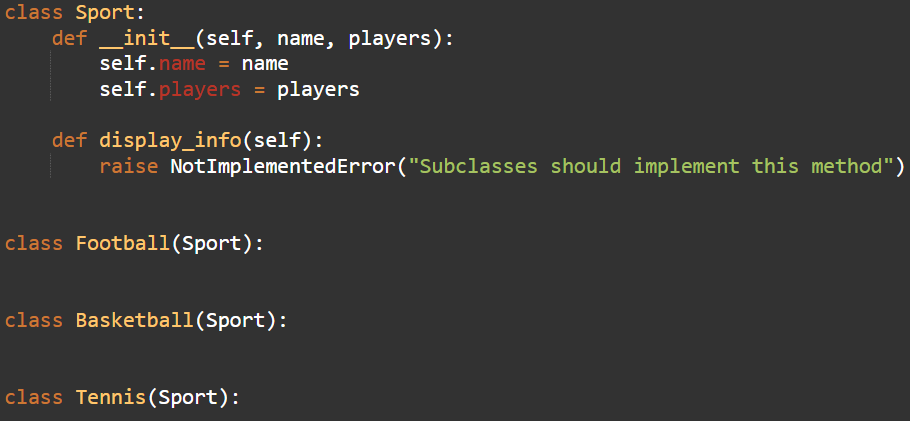 class Sport:
    def __init__(self, name, players):
        self.name = name
        self.players = players

    def display_info(self):
        raise NotImplementedError("Subclasses should implement this method")


class Football(Sport):


class Basketball(Sport):


class Tennis(Sport):